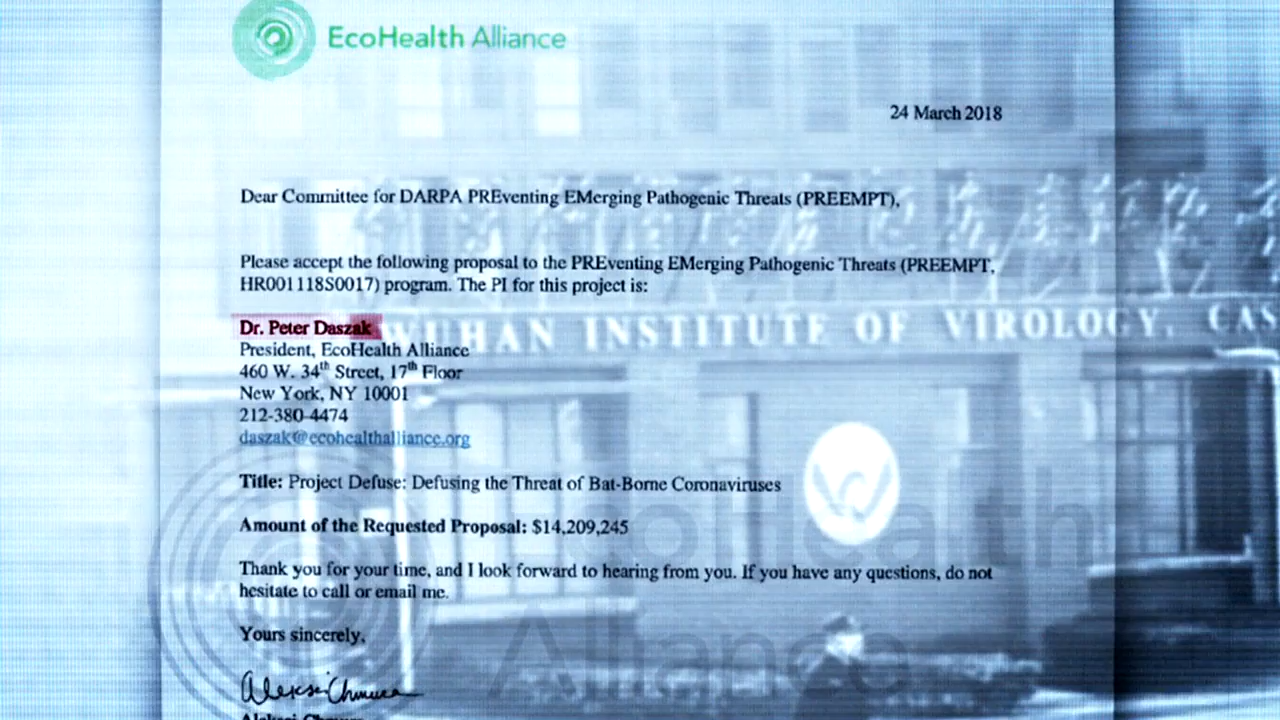 EcoHealth Alliance
24 March 2018
Dear Committee for DARPA PREventing EMerging Pathogenic Threats (PREEMPT),
Please accept the following proposal to the PREventing EMerging Pathogenic Threats (PREEMPT,
HR001118S0017) program. The PI for this project is:
Dr. Peter Daszak
WUHAN INSTITUTE OF VIROLOGY, CAS
President, EcoHealth Alliance
460 W. 34th Street, 17th Floor
New York, NY 10001
212-380-4474
daszak@ecohealthalliance.org
Title: Project Defuse: Defusing the Threat of Bat-Borne Coronaviruses
Amount of the Requested Proposal: $14,209,245
EcoHealth
Alliance
Thank you for your time, and I look forward to hearing from you. If you have any questions, do not
hesitate to call or email me.
Yours sincerely,